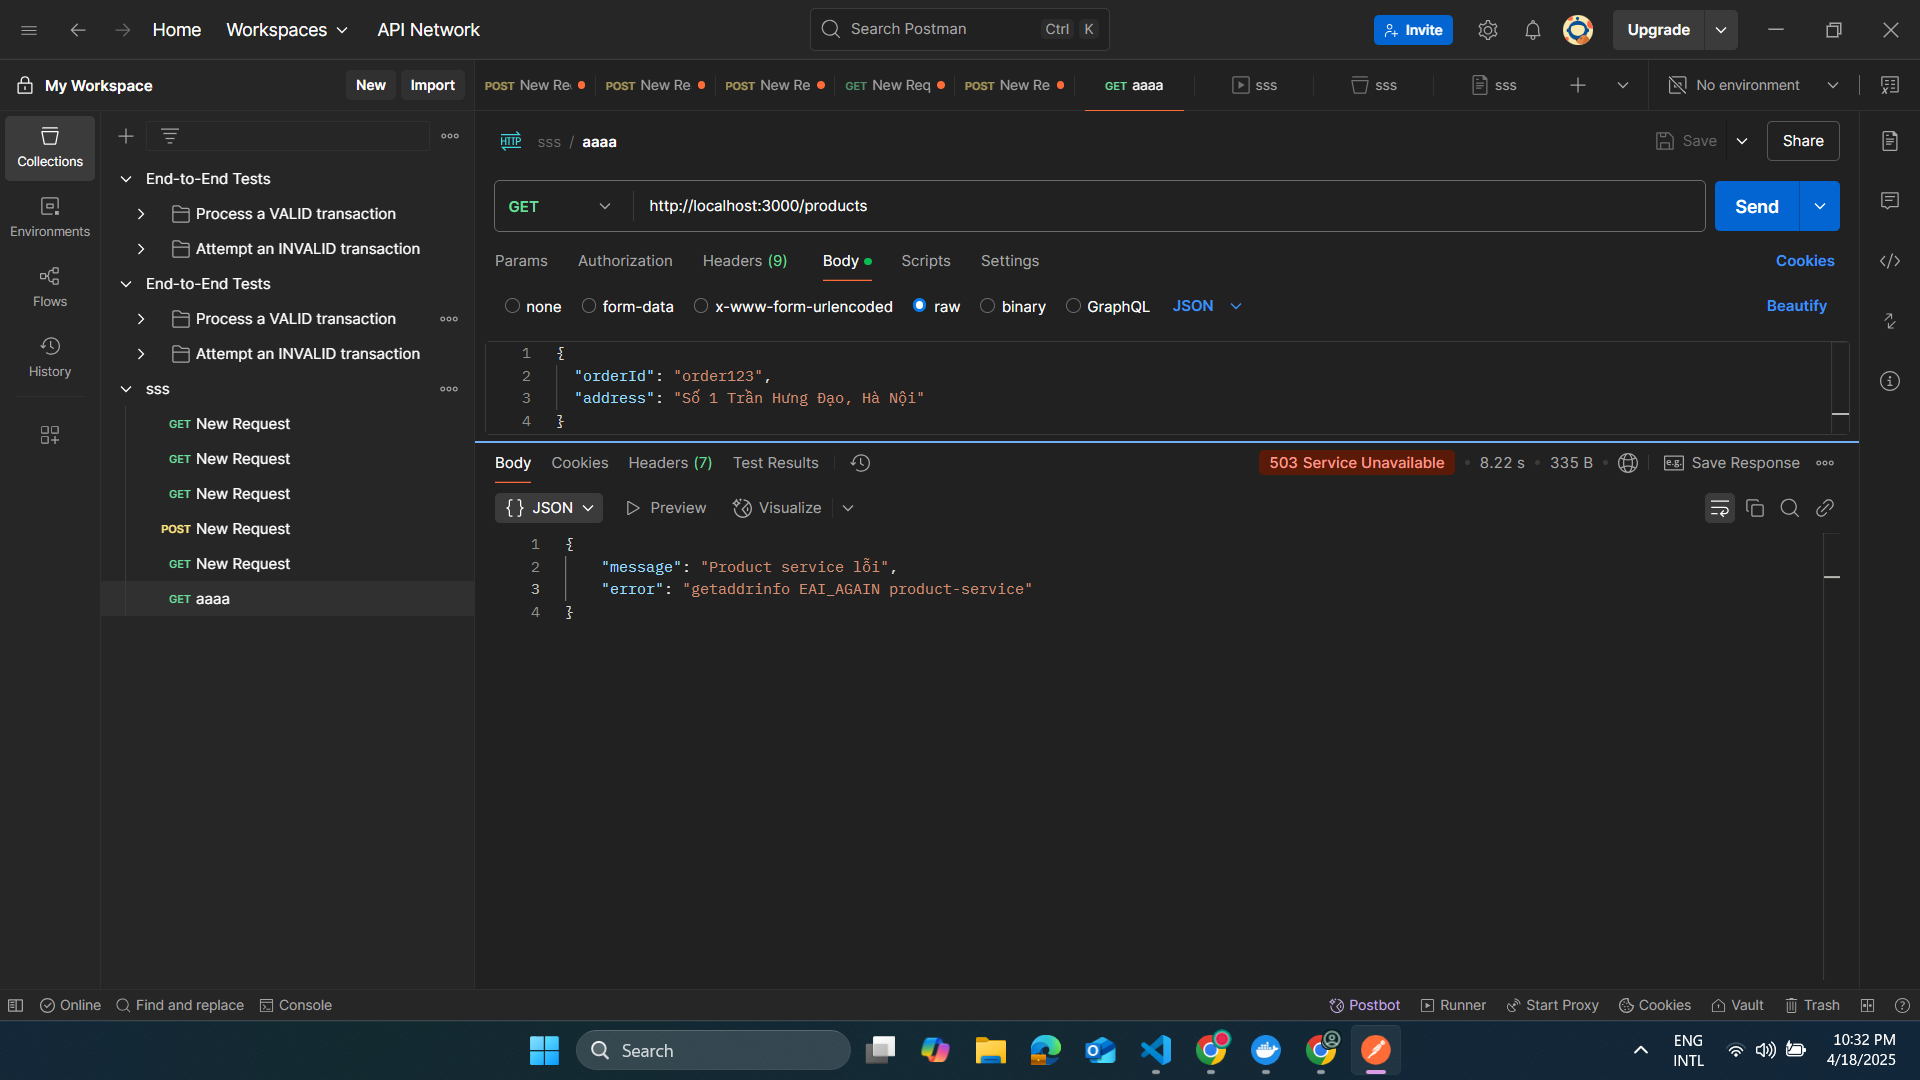 Home Workspaces API Network Search Postman Ctrl K Invite Upgrade
My Workspace New Import POST New Re POST New Re POST New Re GET New Req POST New Re GET aaaa sss sss sss No environment
Collections
Environments
Flows
History
End-to-End Tests
Process a VALID transaction
Attempt an INVALID transaction
End-to-End Tests
Process a VALID transaction
Attempt an INVALID transaction
sss
GET New Request
GET New Request
GET New Request
POST New Request
GET New Request
GET aaaa
HTTP sss / aaaa Save Share
GET http://localhost:3000/products Send
Params Authorization Headers (9) Body Scripts Settings Cookies
none form-data x-www-form-urlencoded raw binary GraphQL JSON Beautify
1 {
2 "orderId": "order123",
3 "address": "Số 1 Trần Hưng Đạo, Hà Nội"
4 }
Body Cookies Headers (7) Test Results 503 Service Unavailable 8.22 s 335 B e.g. Save Response
{} JSON Preview Visualize
1 {
2 "message": "Product service lỗi",
3 "error": "getaddrinfo EAI_AGAIN product-service"
4 }
Online Find and replace Console Postbot Runner Start Proxy Cookies Vault Trash
Search ENG 10:32 PM
INTL 4/18/2025